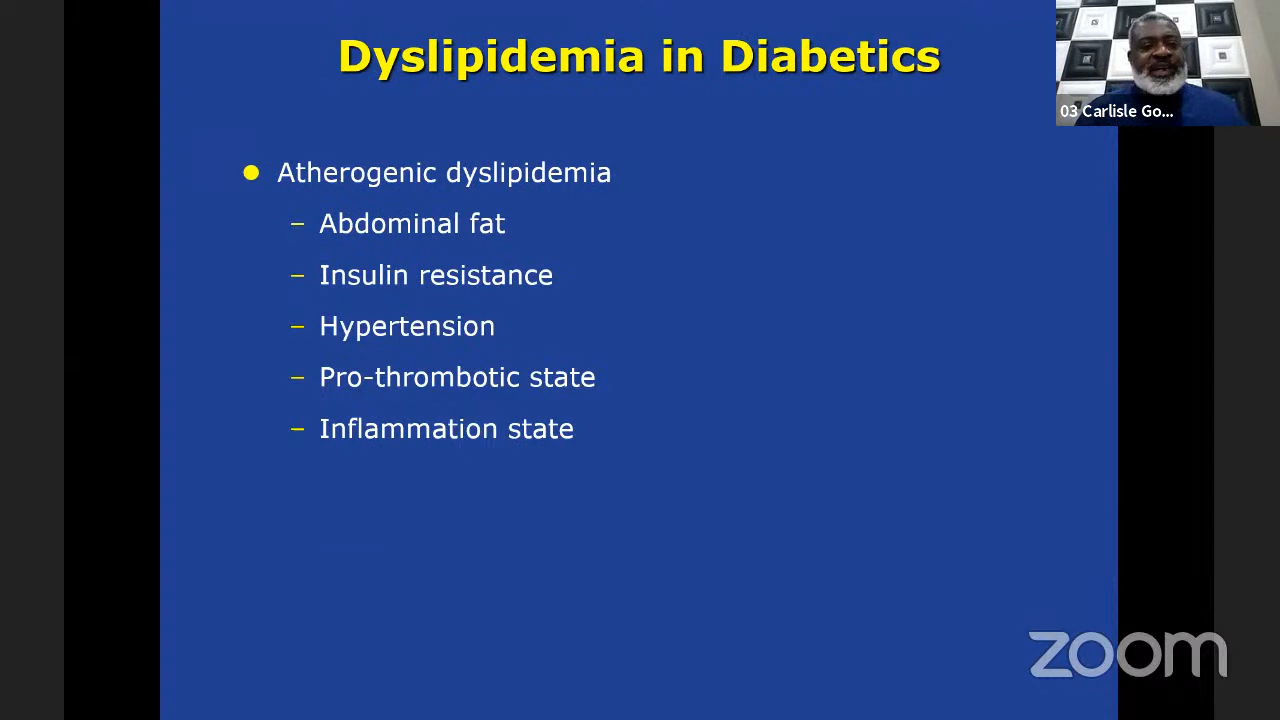 Dyslipidemia in Diabetics
03 Carlisle Go...
Atherogenic dyslipidemia
– Abdominal fat
– Insulin resistance
– Hypertension
– Pro-thrombotic state
– Inflammation state
zoom